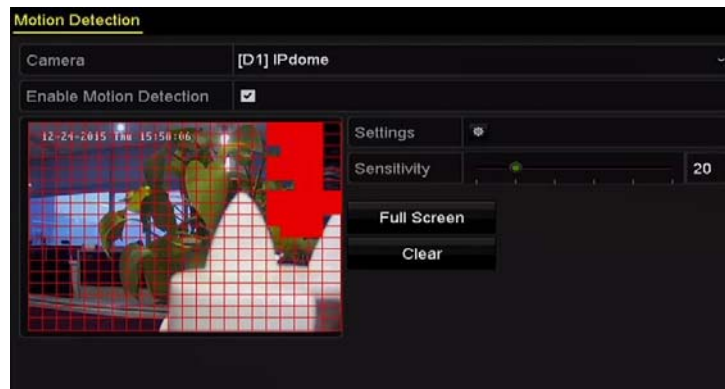 Motion Detection
Camera [D1] IPdome
Enable Motion Detection
12-24-2015 Thu 15:58:06
Settings
Sensitivity 20
Full Screen
Clear